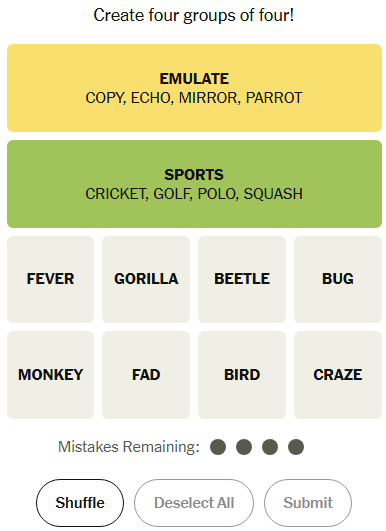 Create four groups of four!
EMULATE
COPY, ECHO, MIRROR, PARROT
SPORTS
CRICKET, GOLF, POLO, SQUASH
FEVER GORILLA BEETLE BUG
MONKEY FAD BIRD CRAZE
Mistakes Remaining:
Shuffle Deselect All Submit